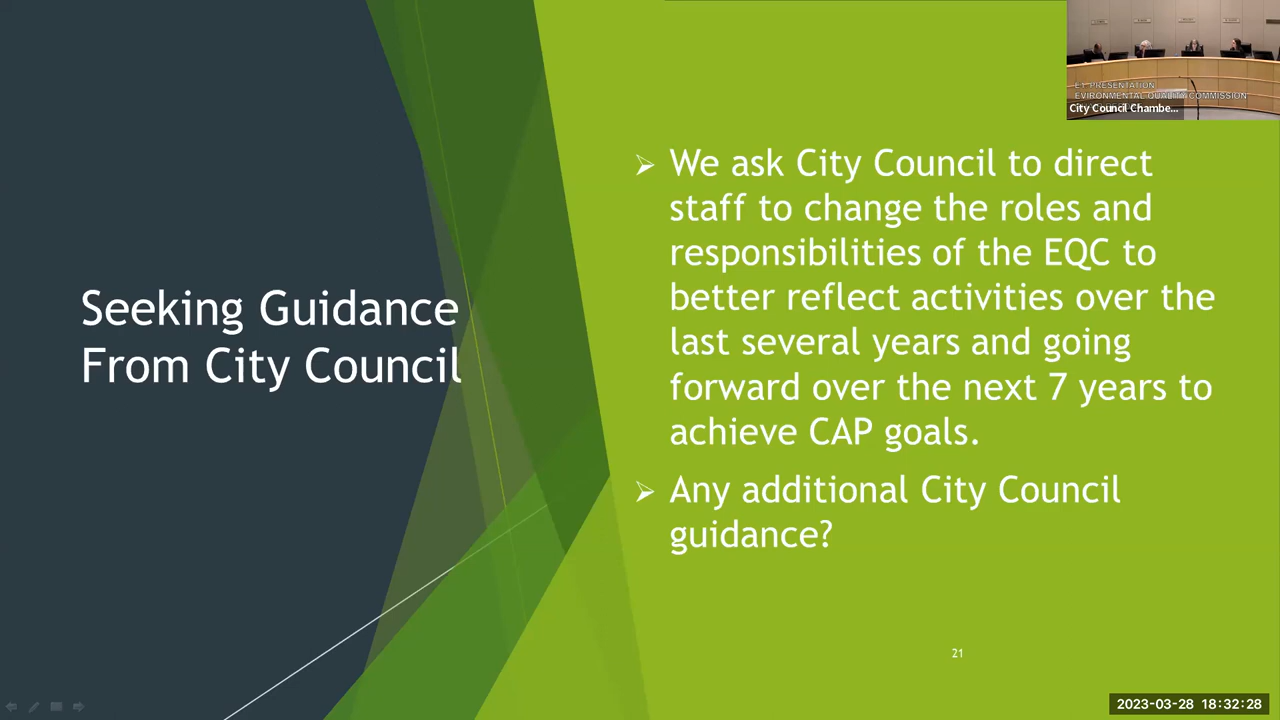 Seeking Guidance
From City Council
We ask City Council to direct
staff to change the roles and
responsibilities of the EQC to
better reflect activities over the
last several years and going
forward over the next 7 years to
achieve CAP goals.
Any additional City Council
guidance?
21
PRESENTATION
EVIRONMENTAL QUALITY COMMISSION
City Council Chambe...
2023-03-28 18:32:28